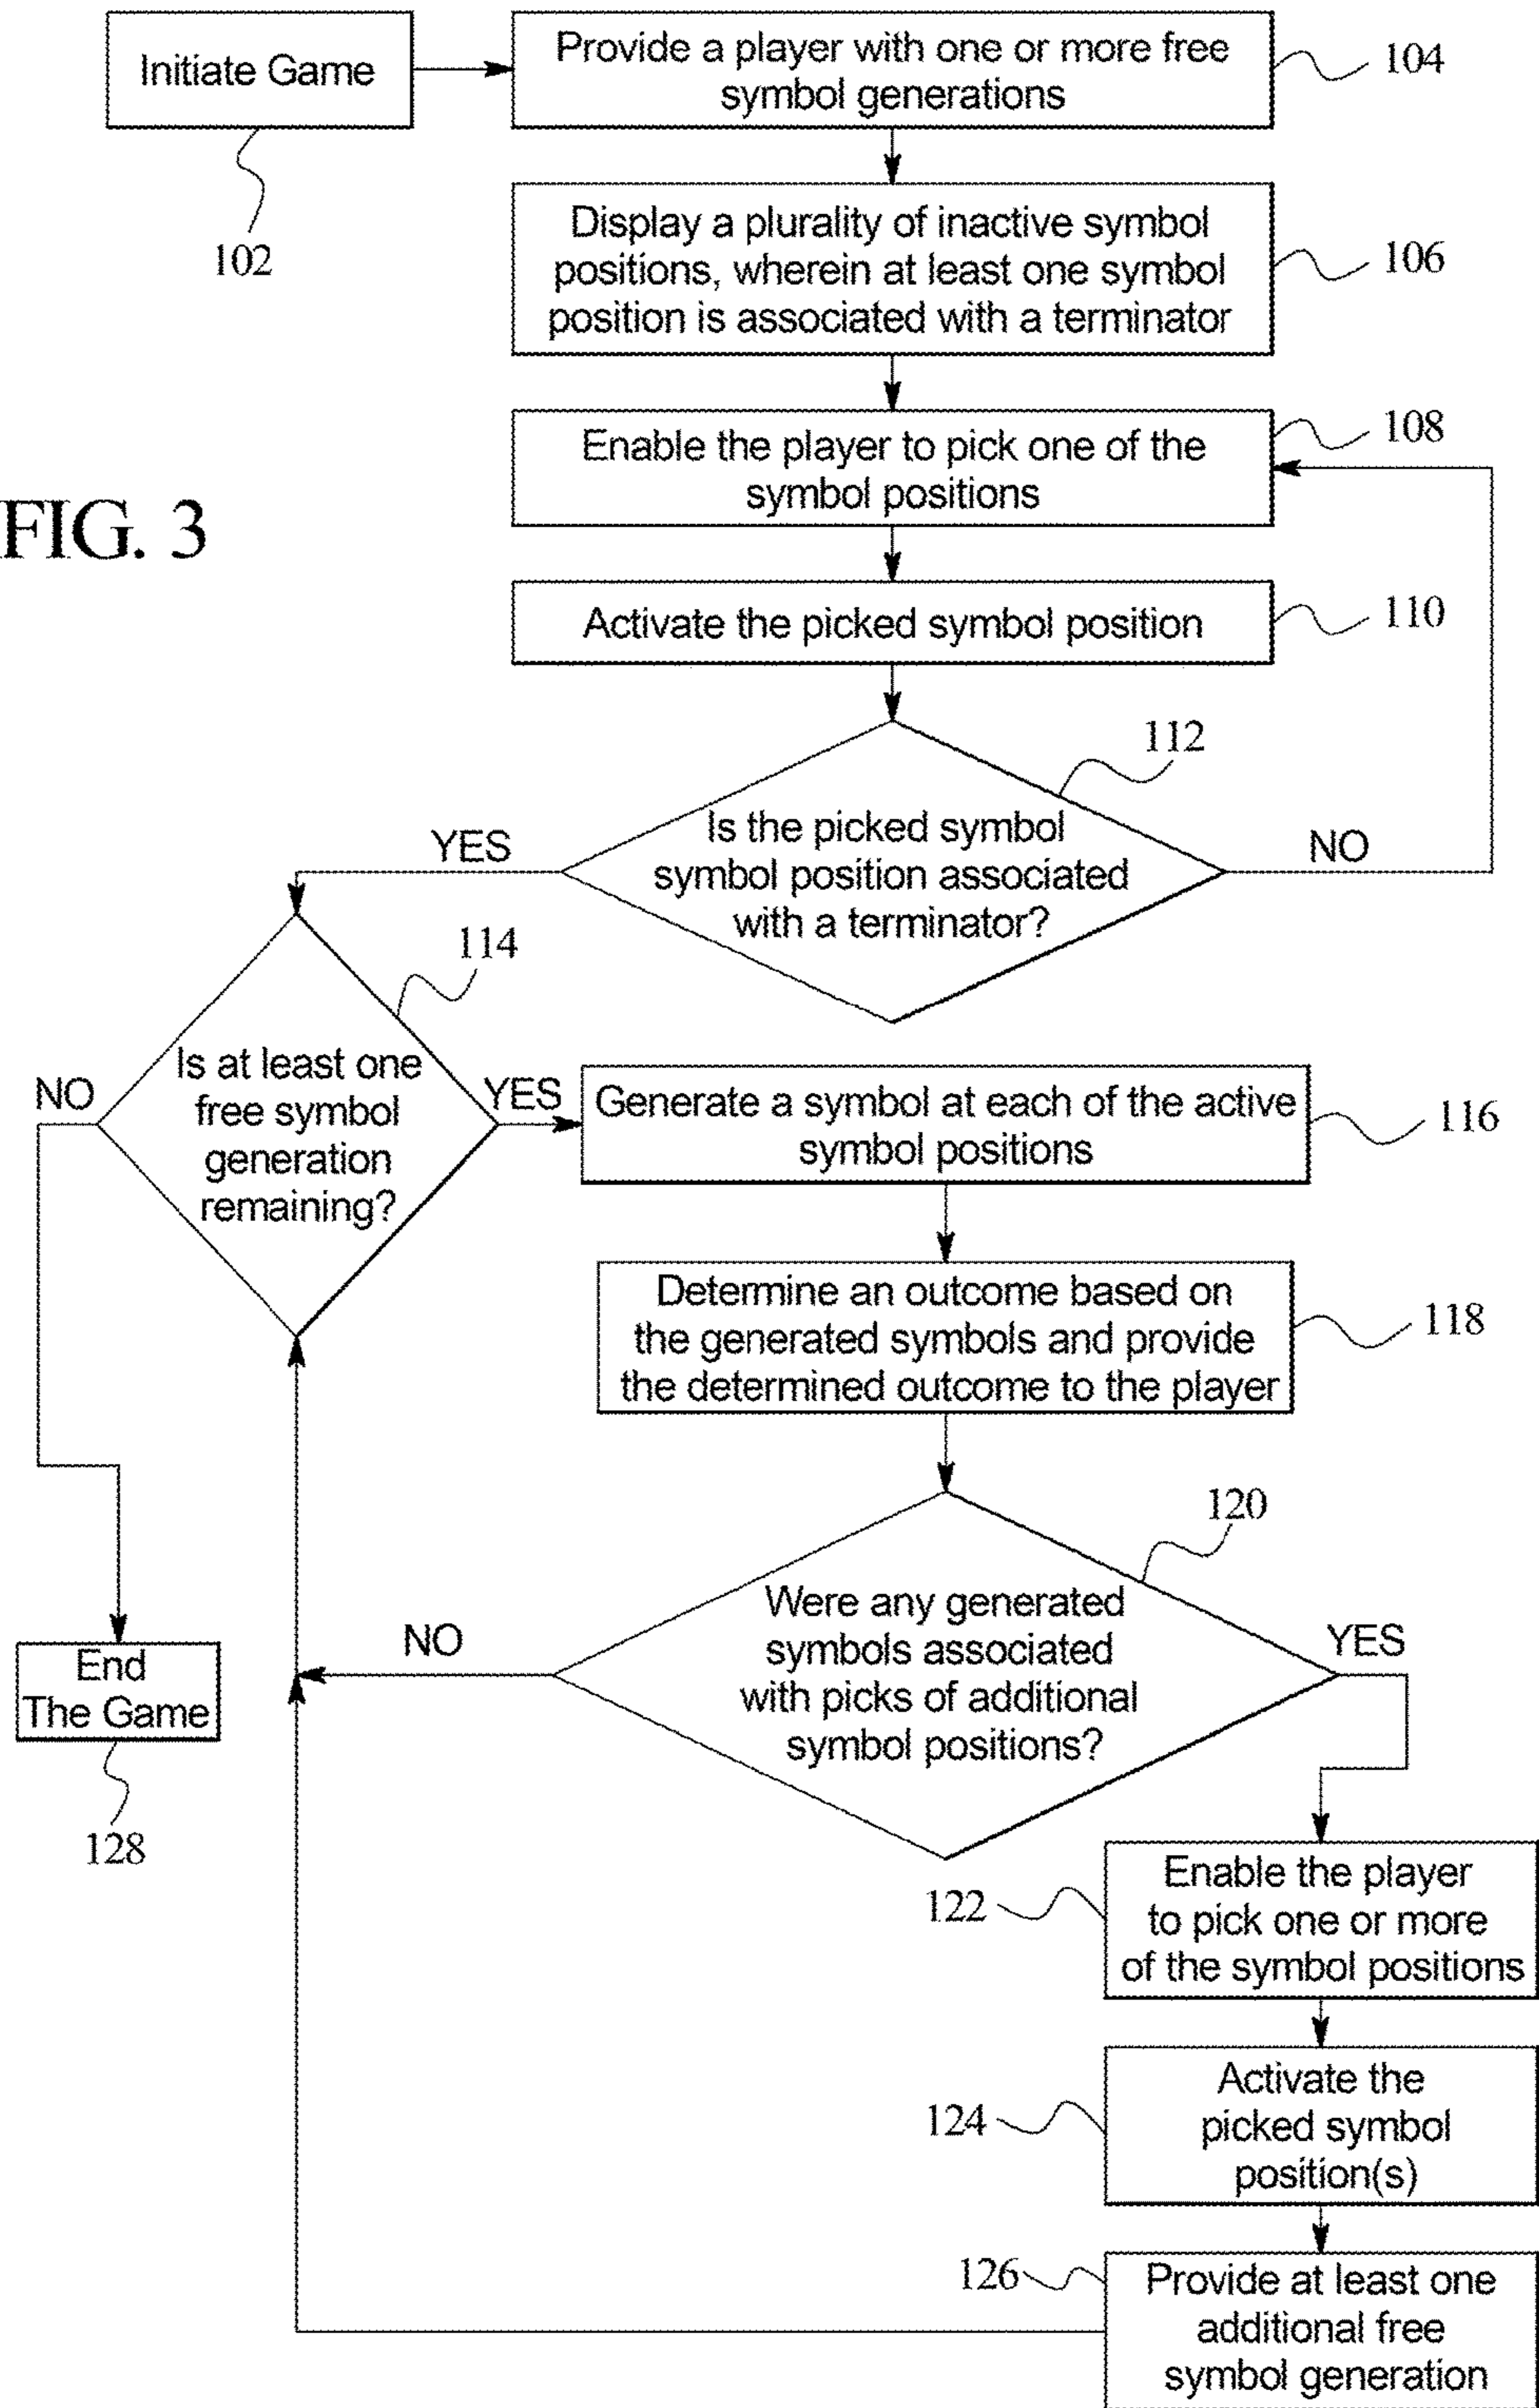 Initiate Game
Provide a player with one or more free
symbol generations
104
102
Display a plurality of inactive symbol
positions, wherein at least one symbol
position is associated with a terminator
106
FIG. 3
Enable the player to pick one of the
symbol positions
108
Activate the picked symbol position
110
112
Is the picked symbol
symbol position associated
with a terminator?
YES
NO
114
Is at least one
free symbol
generation
remaining?
NO
YES
Generate a symbol at each of the active
symbol positions
116
Determine an outcome based on
the generated symbols and provide
the determined outcome to the player
118
120
Were any generated
symbols associated
with picks of additional
symbol positions?
NO
YES
End
The Game
128
Enable the player
to pick one or more
of the symbol positions
122
Activate the
picked symbol
position(s)
124
126
Provide at least one
additional free
symbol generation